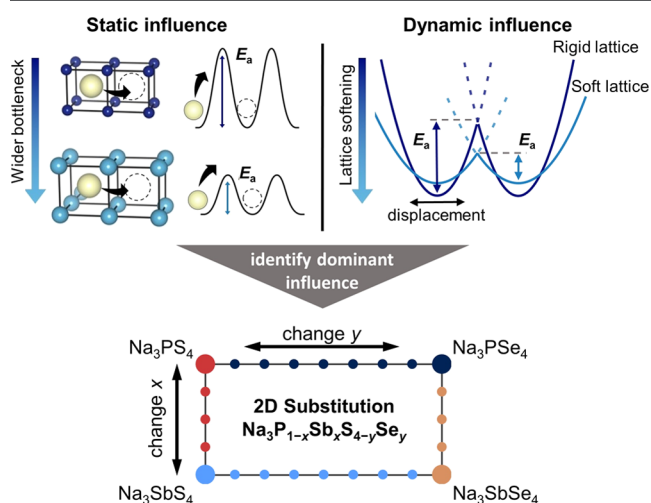 Static influence
Dynamic influence
Wider bottleneck
Eₐ
Eₐ
Lattice softening
Rigid lattice
Soft lattice
Eₐ
Eₐ
displacement
identify dominant
influence
Na₃PS₄
change y
Na₃PSe₄
change x
2D Substitution
Na₃P₁₋ₓSbₓS₄₋ᵧSeᵧ
Na₃SbS₄
Na₃SbSe₄